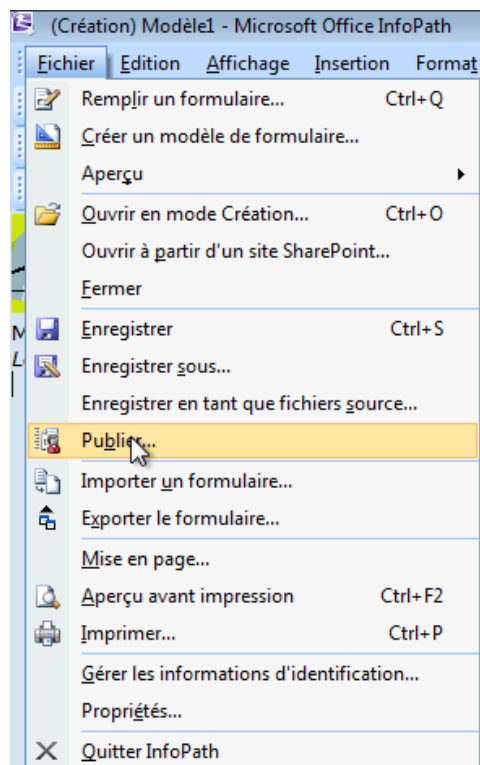 (Création) Modèle1 - Microsoft Office InfoPath
Fichier Edition Affichage Insertion Format
Remplir un formulaire... Ctrl+Q
Créer un modèle de formulaire...
Aperçu
Ouvrir en mode Création... Ctrl+O
Ouvrir à partir d'un site SharePoint...
Fermer
Enregistrer Ctrl+S
Enregistrer sous...
Enregistrer en tant que fichiers source...
Publier...
Importer un formulaire...
Exporter le formulaire...
Mise en page...
Aperçu avant impression Ctrl+F2
Imprimer... Ctrl+P
Gérer les informations d'identification...
Propriétés...
Quitter InfoPath